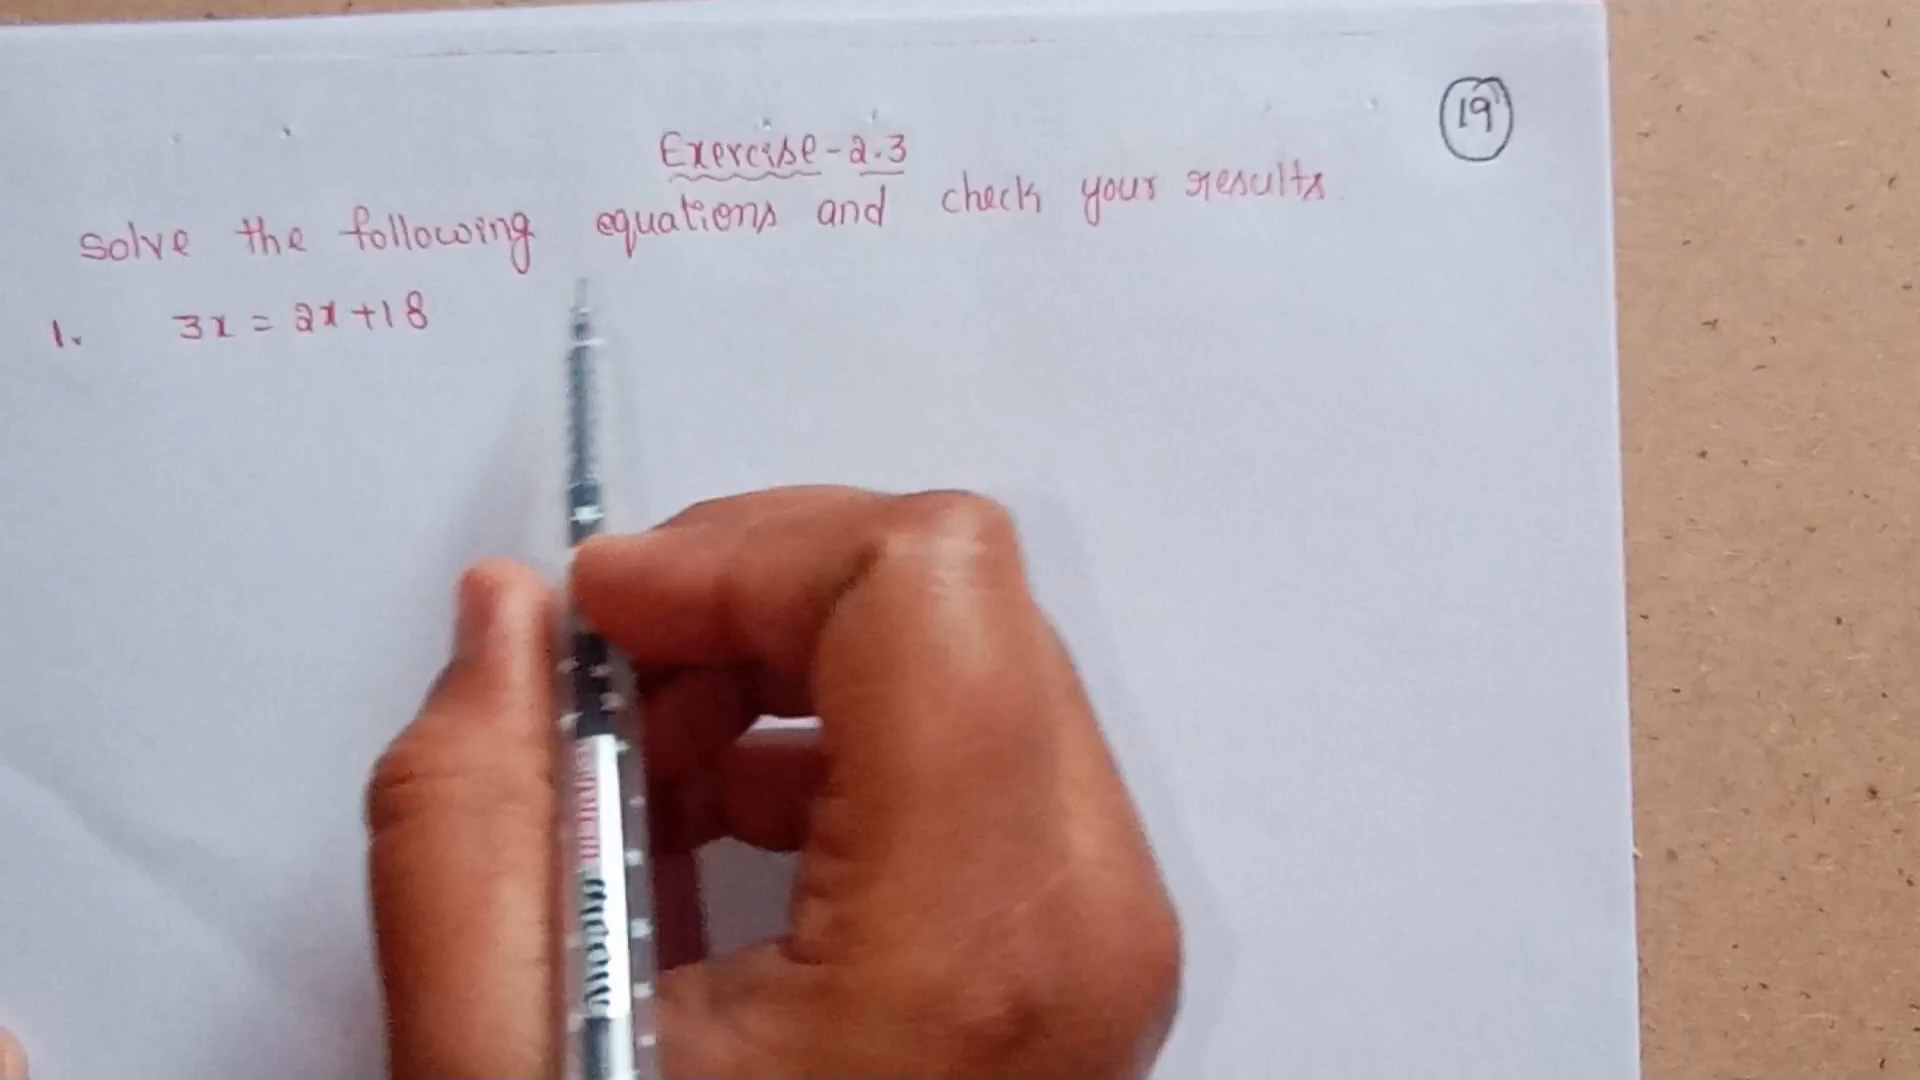 19
Exercise-2.3
Solve the following equations and check your results
1. 3x = 2x+18